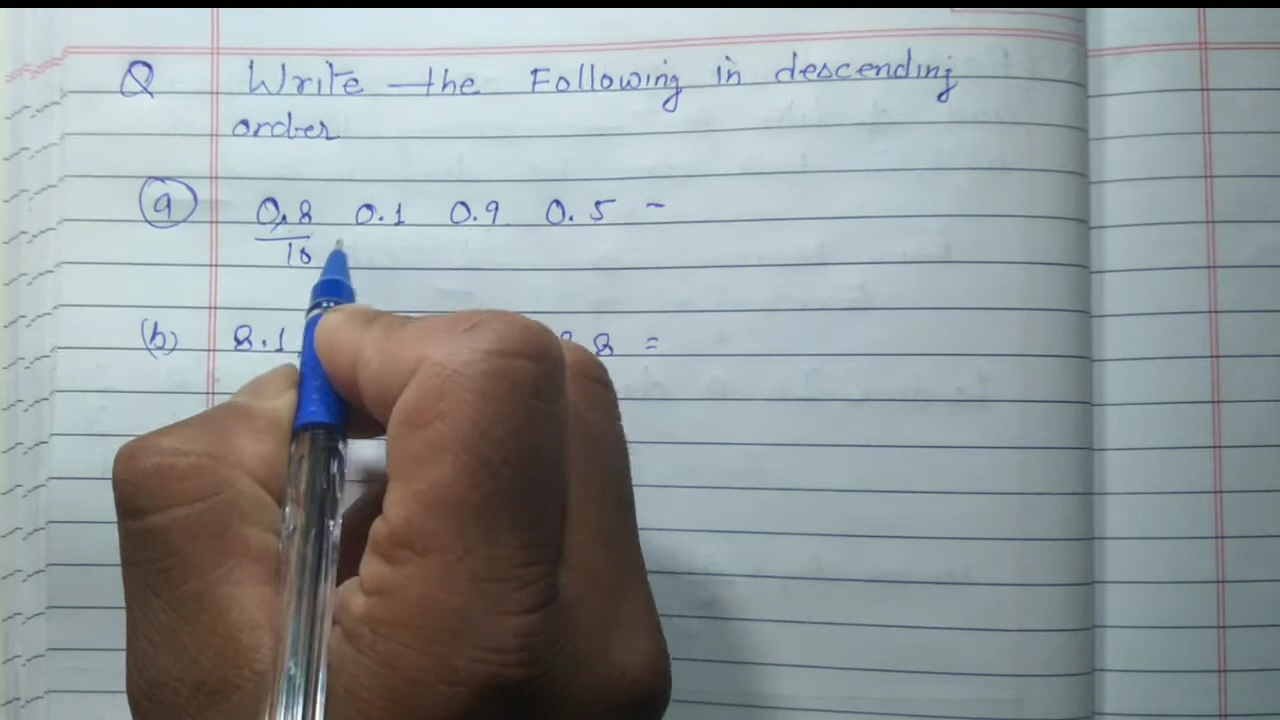 Q Write the Following in descending
order
(a) 0.8 0.1 0.9 0.5 -
10
(b) 8.1 8 =